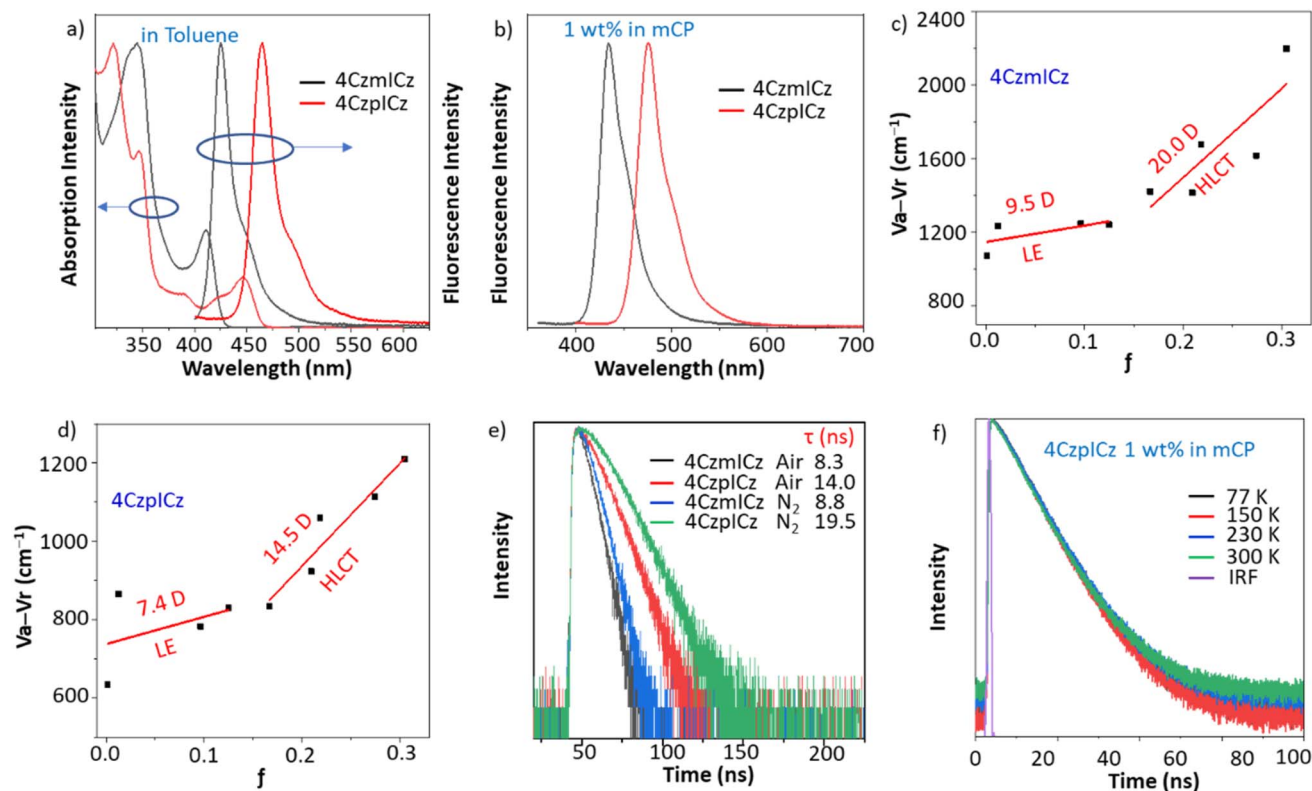 a)
in Toluene
4CzmICz
4CzpICz
Absorption Intensity
Fluorescence Intensity
350 400 450 500 550 600
Wavelength (nm)
b)
1 wt% in mCP
4CzmICz
4CzpICz
Fluorescence Intensity
400 500 600 700
Wavelength (nm)
c)
4CzmICz
Va–Vr (cm⁻¹)
2400
2000
1600
1200
800
9.5 D
LE
20.0 D
HLCT
0.0 0.1 0.2 0.3
ƒ
d)
4CzpICz
Va–Vr (cm⁻¹)
1200
1000
800
600
7.4 D
LE
14.5 D
HLCT
0.0 0.1 0.2 0.3
ƒ
e)
τ (ns)
4CzmICz Air 8.3
4CzpICz Air 14.0
4CzmICz N₂ 8.8
4CzpICz N₂ 19.5
Intensity
50 100 150 200
Time (ns)
f)
4CzpICz 1 wt% in mCP
77 K
150 K
230 K
300 K
IRF
Intensity
0 20 40 60 80 100
Time (ns)